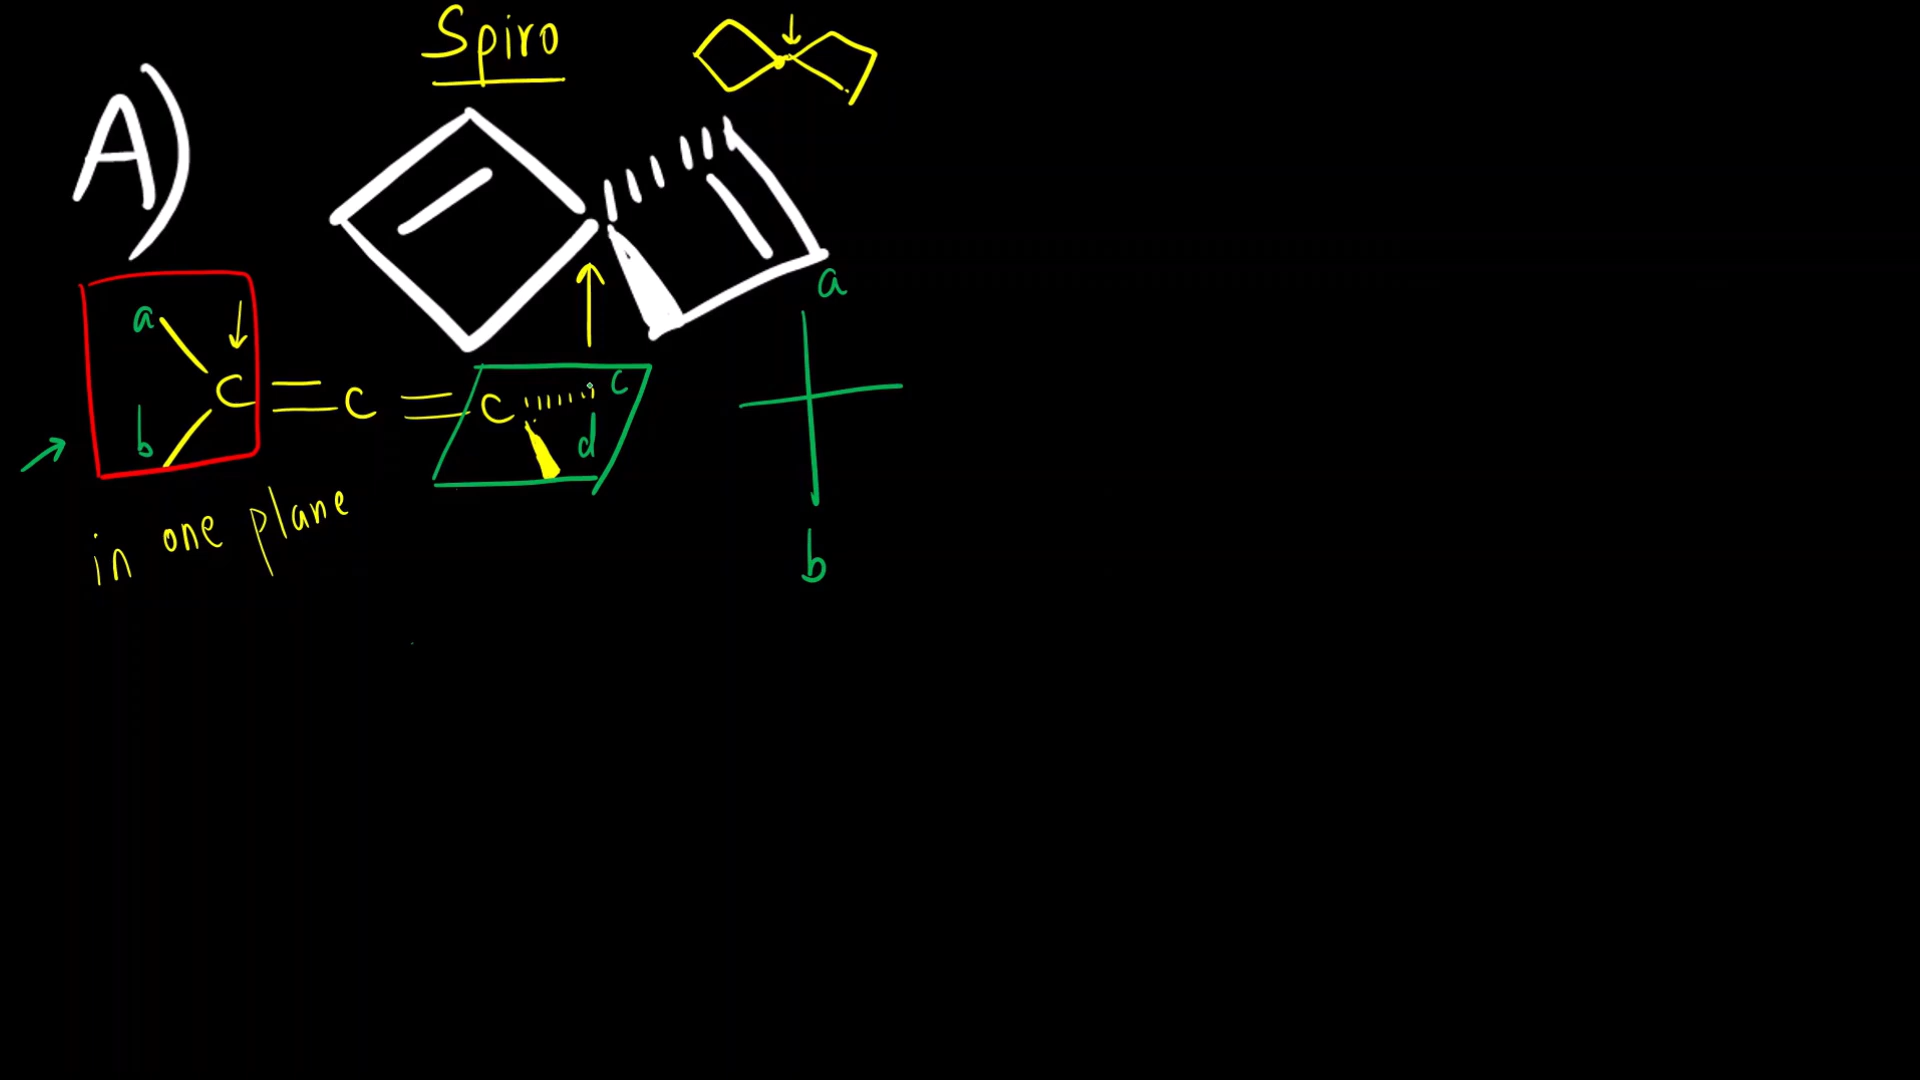 Spiro
A)
a
a
C = C = C c
b
d
in one plane
b